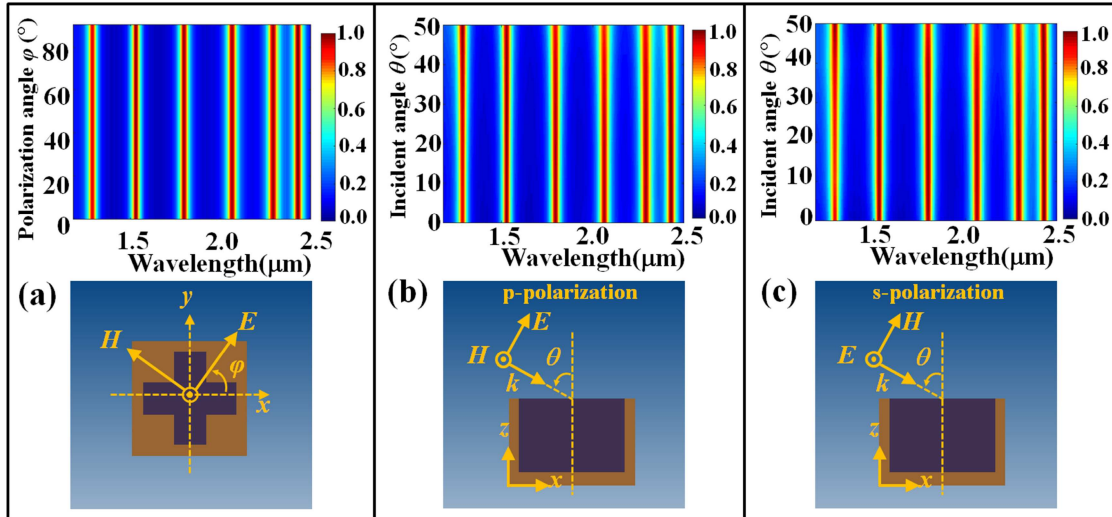 Polarization angle φ(°)
80
60
40
20
0
1.5
2.0
2.5
Wavelength(μm)
1.0
0.8
0.6
0.4
0.2
0.0
(a)
y
H
E
φ
x
Incident angle θ(°)
50
40
30
20
10
0
1.5
2.0
2.5
Wavelength(μm)
1.0
0.8
0.6
0.4
0.2
0
(b)
p-polarization
E
H
θ
k
z
x
Incident angle θ(°)
50
40
30
20
10
0
1.5
2.0
2.5
Wavelength(μm)
1.0
0.8
0.6
0.4
0.2
0
(c)
s-polarization
H
E
θ
k
z
x